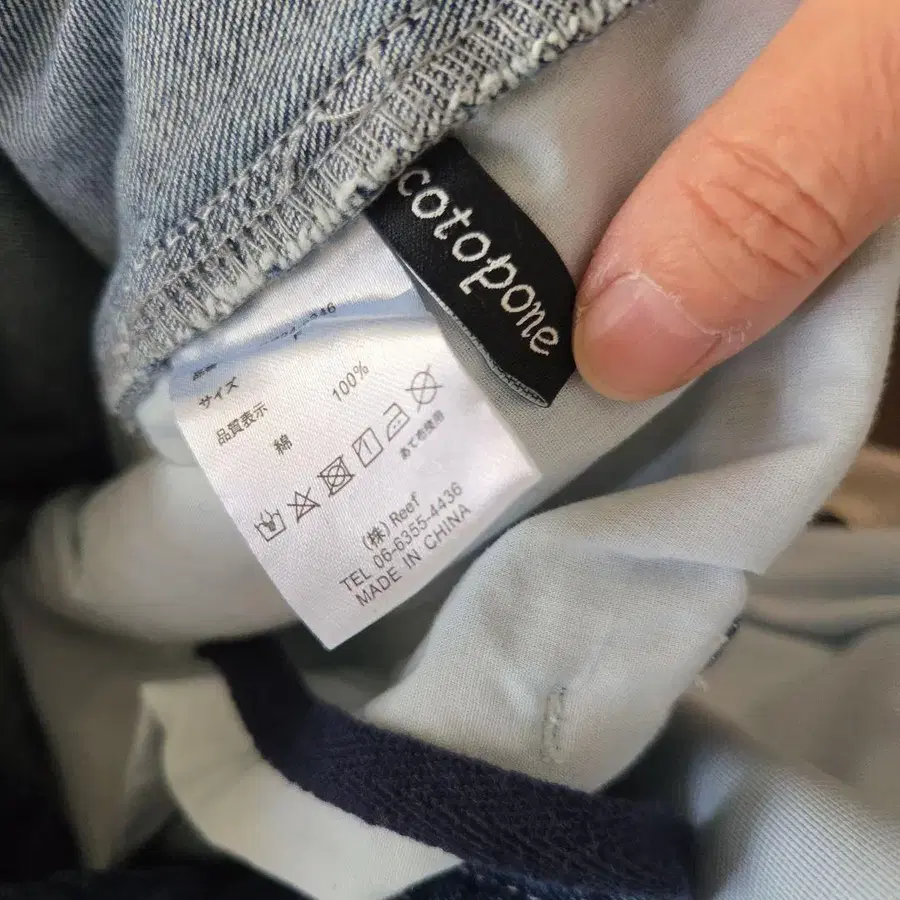 cotopone
サイズ F
品質表示
綿 100%
あて布使用
(株) Reef
TEL 06-6355-4436
MADE IN CHINA